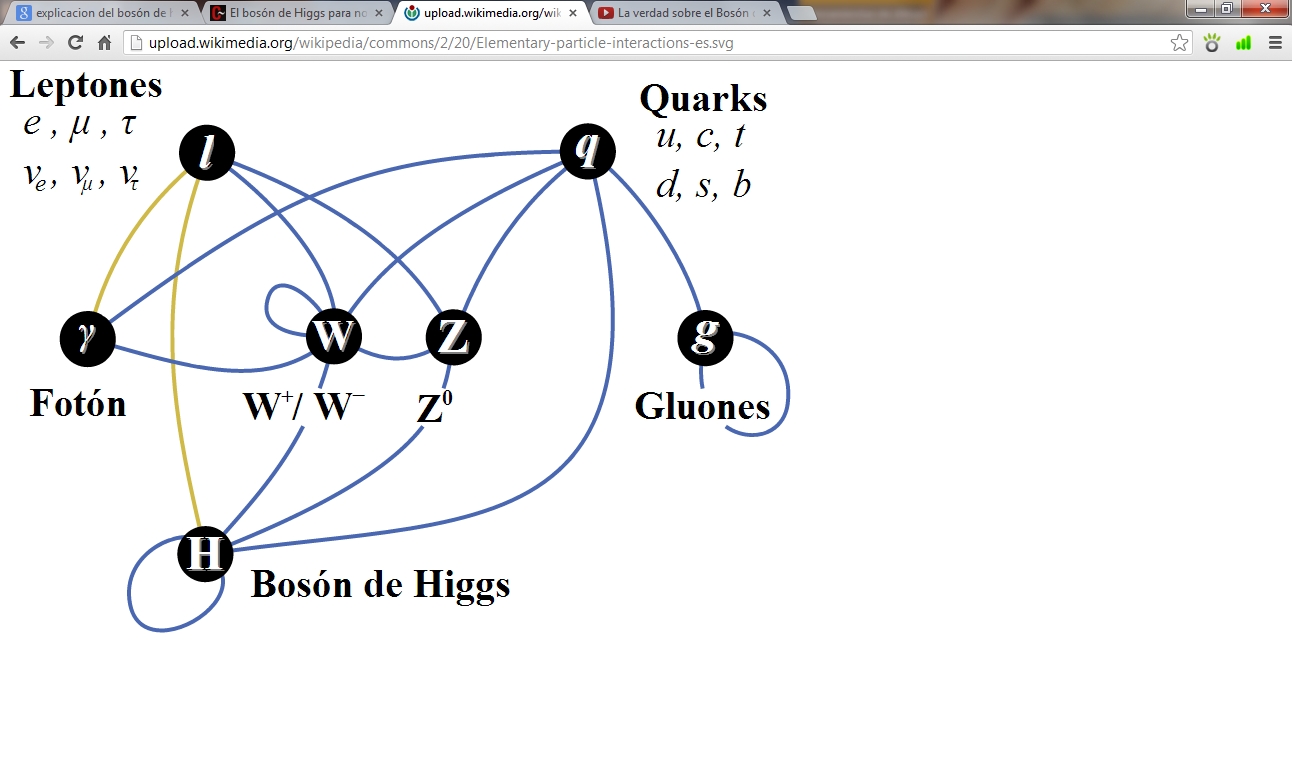 explicacion del bosón de h
El bosón de Higgs para no
upload.wikimedia.org/wik
La verdad sobre el Bosón
upload.wikimedia.org/wikipedia/commons/2/20/Elementary-particle-interactions-es.svg
Leptones
e , μ , τ
νe , νμ , ντ
l
q
Quarks
u, c, t
d, s, b
γ
W
Z
g
Fotón
W+/ W−
Z0
Gluones
H
Bosón de Higgs